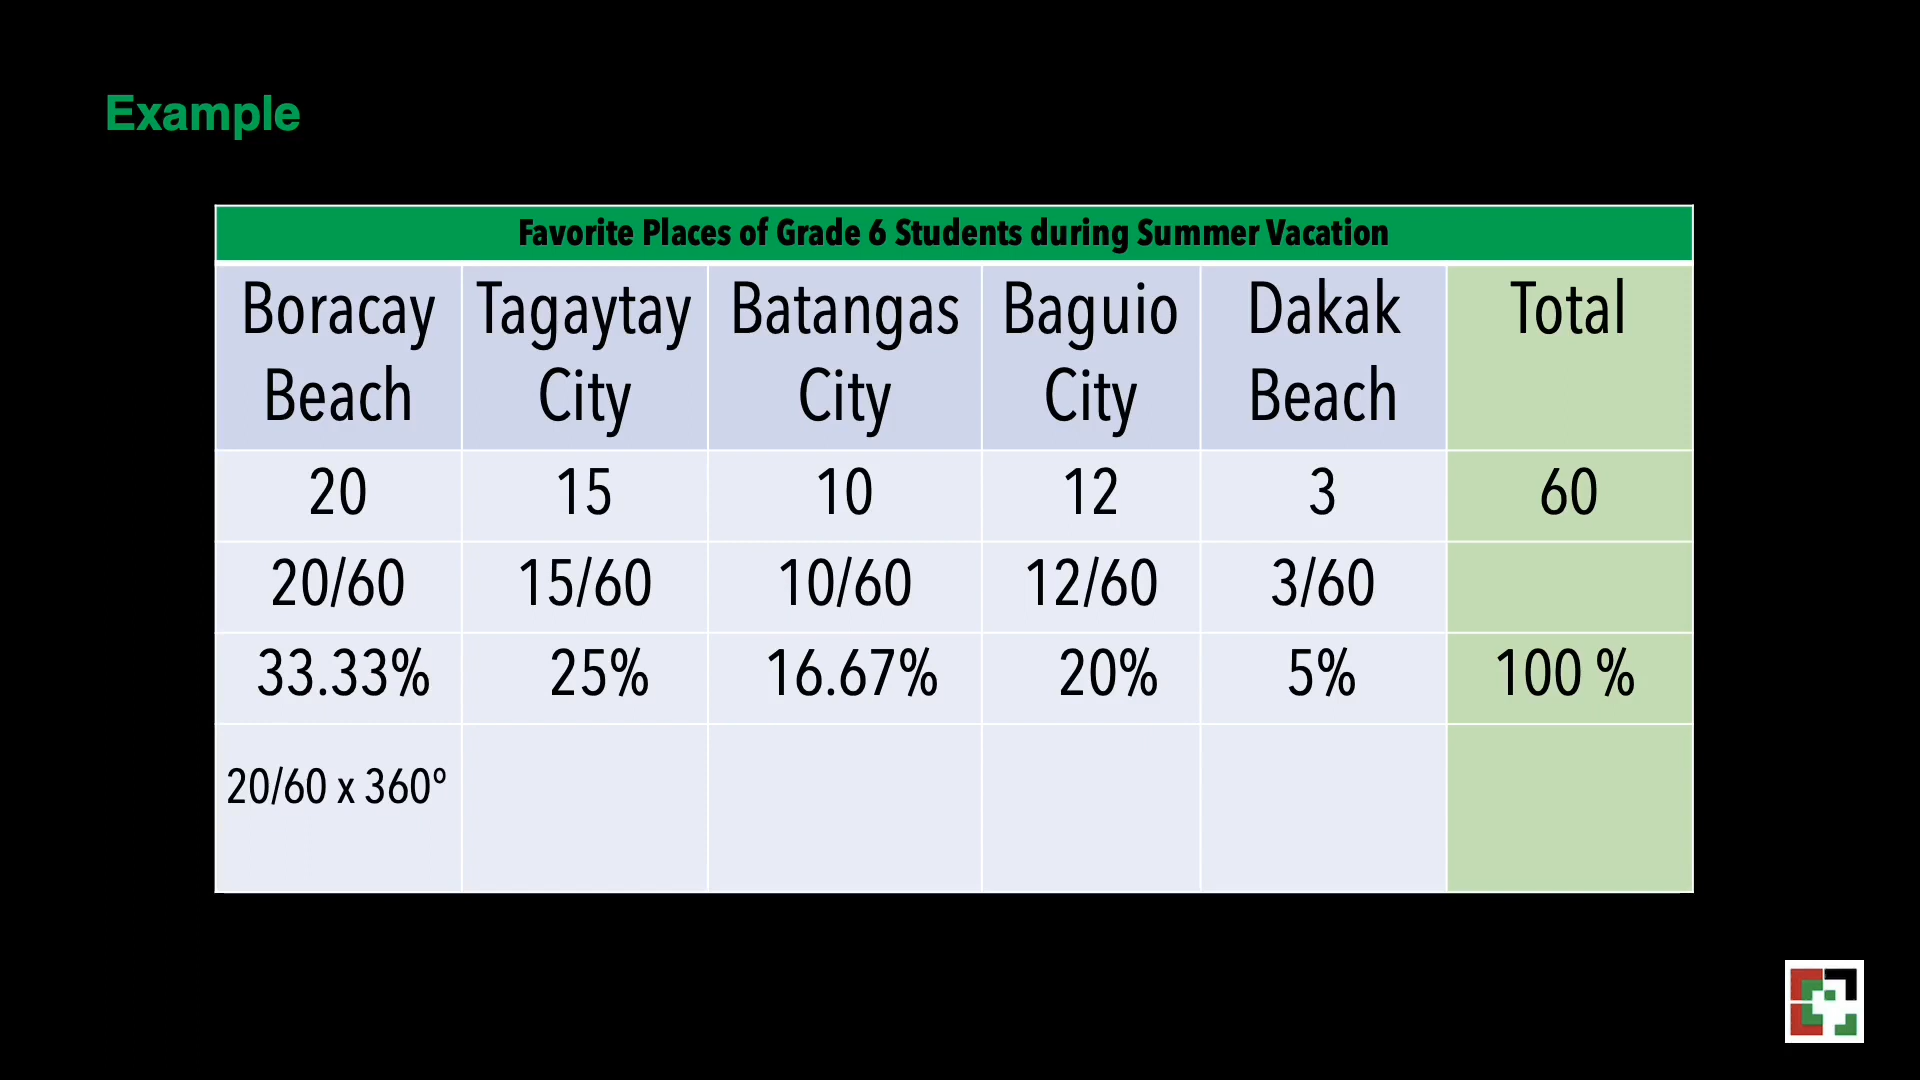 Example
Favorite Places of Grade 6 Students during Summer Vacation
Boracay Beach Tagaytay City Batangas City Baguio City Dakak Beach Total
20 15 10 12 3 60
20/60 15/60 10/60 12/60 3/60
33.33% 25% 16.67% 20% 5% 100 %
20/60 x 360º